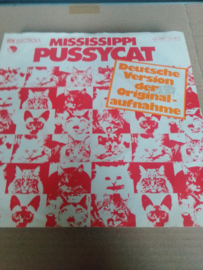 MISSISSIPPI
PUSSYCAT
Deutsche
Version
der
Original-
aufnahme